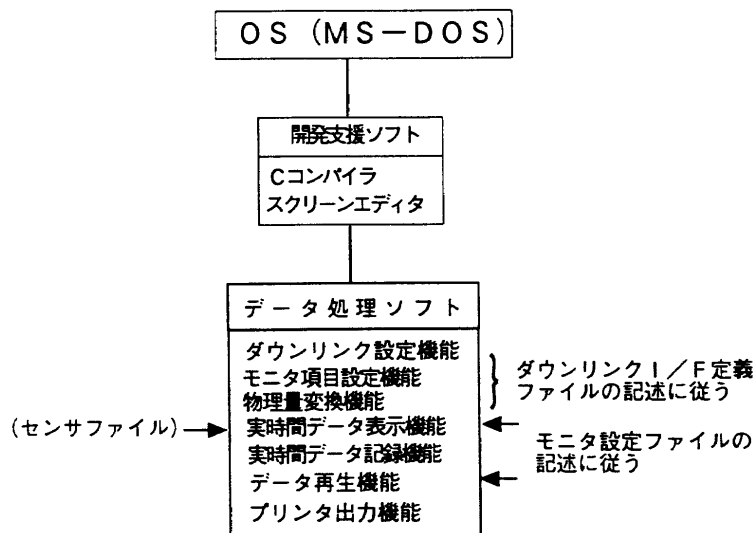 OS（MS－DOS）
開発支援ソフト
Cコンパイラ
スクリーンエディタ
データ処理ソフト
ダウンリンク設定機能
モニタ項目設定機能
物理量変換機能
実時間データ表示機能
実時間データ記録機能
データ再生機能
プリンタ出力機能
ダウンリンクＩ／Ｆ定義
ファイルの記述に従う
（センサファイル）
モニタ設定ファイルの
記述に従う